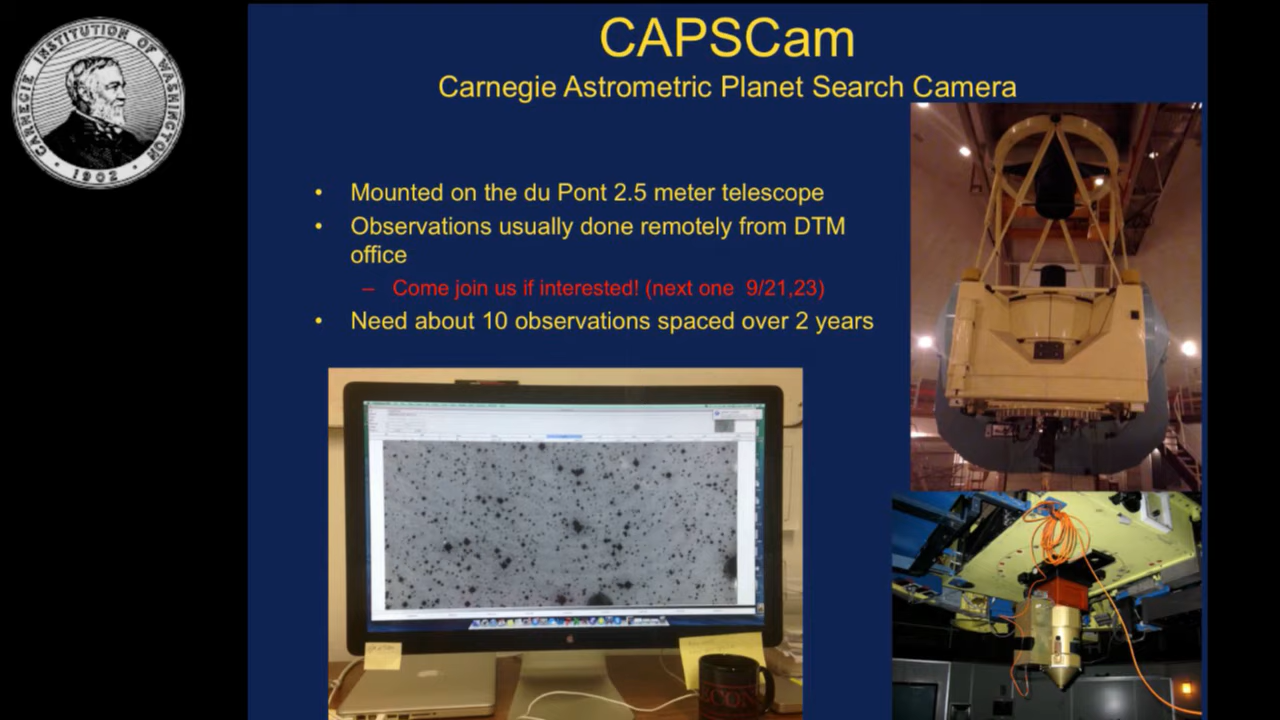 CARNEGIE INSTITUTION OF WASHINGTON
· 1902 ·
CAPSCam
Carnegie Astrometric Planet Search Camera
• Mounted on the du Pont 2.5 meter telescope
• Observations usually done remotely from DTM
office
– Come join us if interested! (next one 9/21,23)
• Need about 10 observations spaced over 2 years